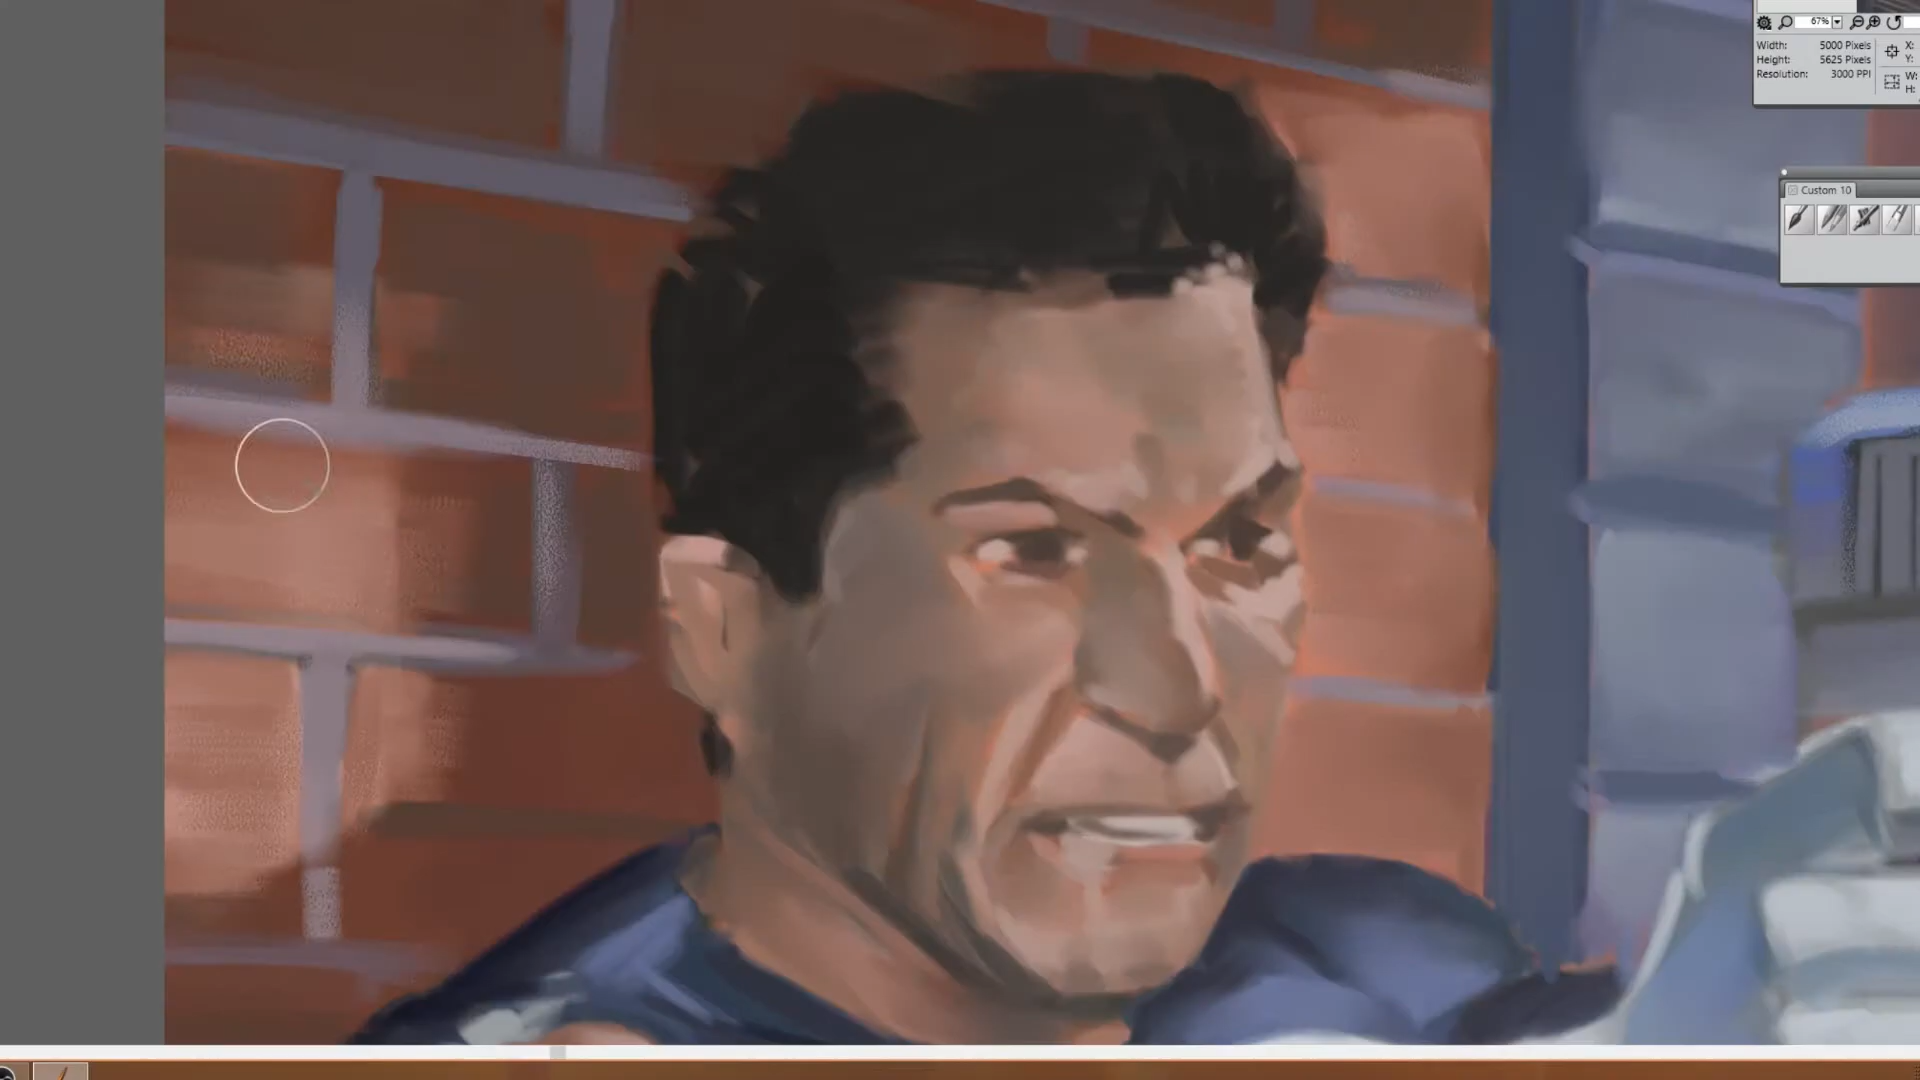 67%
Width: 5000 Pixels X:
Height: 5625 Pixels Y:
Resolution: 3000 PPI W:
H:
Custom 10